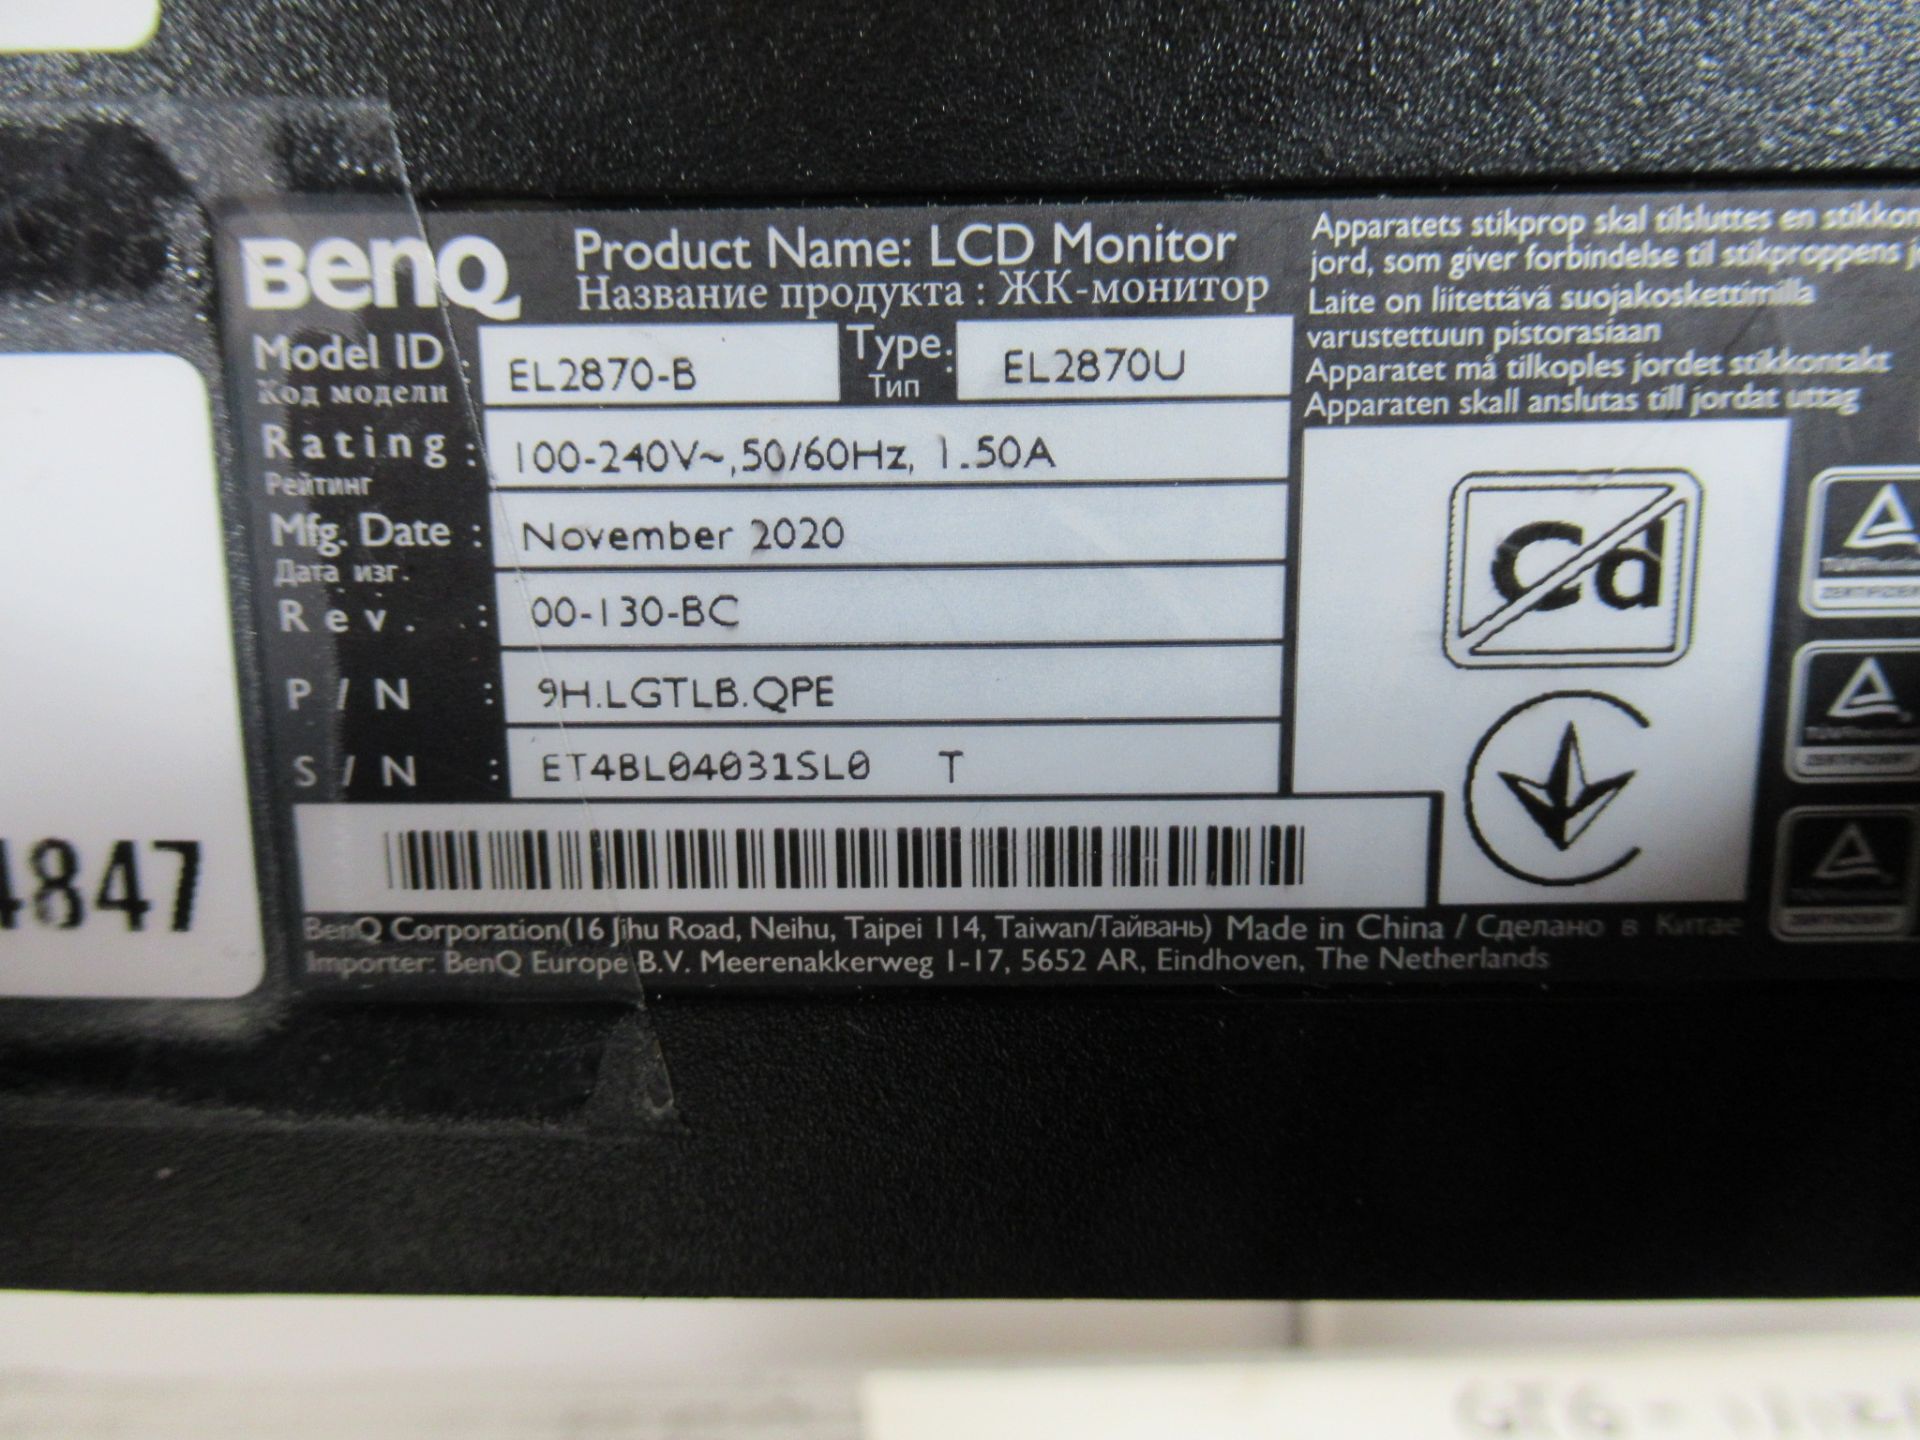 BenQ
Product Name: LCD Monitor
Название продукта : ЖК-монитор
Model ID : EL2870-B Type. : EL2870U
Код модели Тип
Rating : 100-240V~,50/60Hz, 1.50A
Рейтинг
Mfg. Date : November 2020
Дата изг.
Rev. : 00-130-BC
P/N : 9H.LGTLB.QPE
S/N : ET4BL04031SL0 T
BenQ Corporation(16 Jihu Road, Neihu, Taipei 114, Taiwan/Тайвань) Made in China / Сделано в Китае
Importer: BenQ Europe B.V. Meerenakkerweg 1-17, 5652 AR, Eindhoven, The Netherlands
Apparatets stikprop skal tilsluttes en stikkon
jord, som giver forbindelse til stikproppens j
Laite on liitettävä suojakoskettimilla
varustettuun pistorasiaan
Apparatet må tilkoples jordet stikkontakt
Apparaten skall anslutas till jordat uttag
Cd
4847